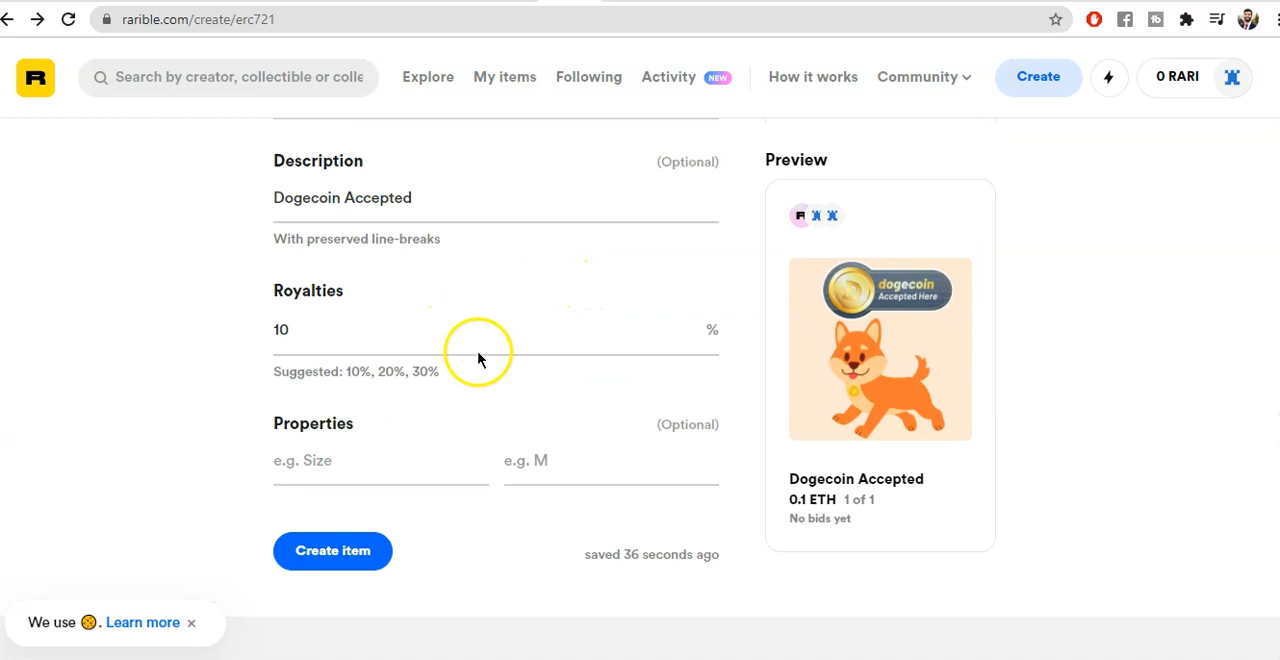 rarible.com/create/erc721
R
Search by creator, collectible or colle
Explore
My items
Following
Activity NEW
How it works
Community
Create
0 RARI
Description
(Optional)
Dogecoin Accepted
With preserved line-breaks
Royalties
10
%
Suggested: 10%, 20%, 30%
Properties
(Optional)
e.g. Size
e.g. M
Create item
saved 36 seconds ago
Preview
R
dogecoin
Accepted Here
Dogecoin Accepted
0.1 ETH 1 of 1
No bids yet
We use 🍪. Learn more ×